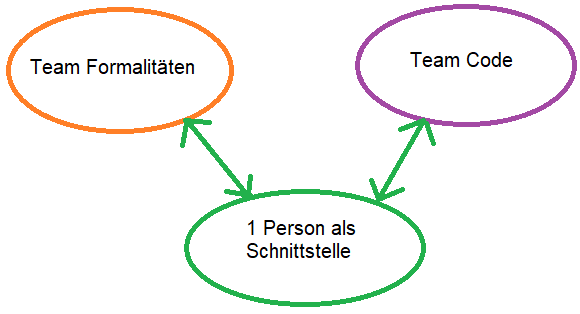 Team Formalitäten
Team Code
1 Person als
Schnittstelle